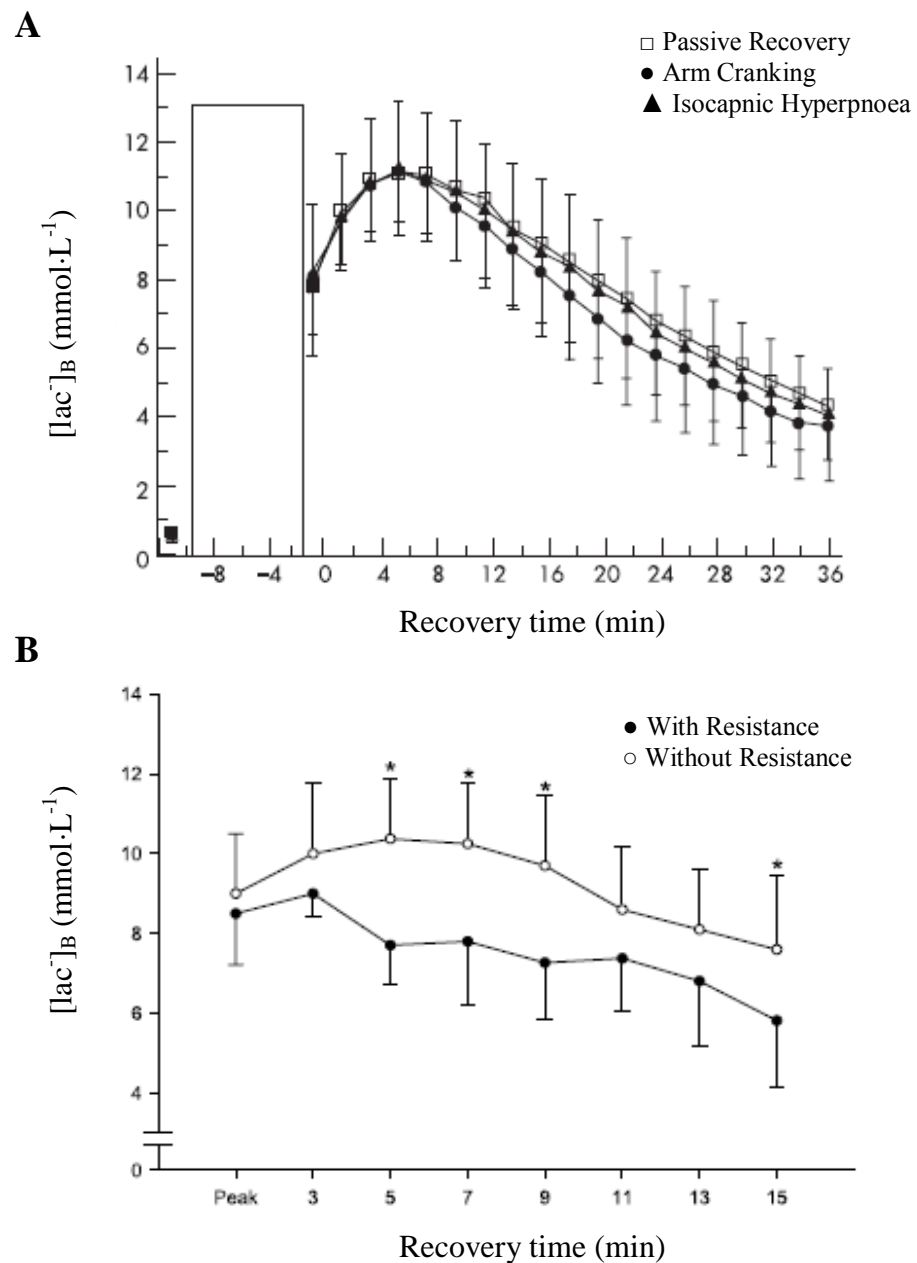 A
□ Passive Recovery
● Arm Cranking
▲ Isocapnic Hyperpnoea
14
12
10
8
6
4
2
0
[lac⁻]B (mmol·L⁻¹)
−8 −4 0 4 8 12 16 20 24 28 32 36
Recovery time (min)
B
● With Resistance
○ Without Resistance
14
12
10
8
6
4
0
[lac⁻]B (mmol·L⁻¹)
* * * *
Peak 3 5 7 9 11 13 15
Recovery time (min)